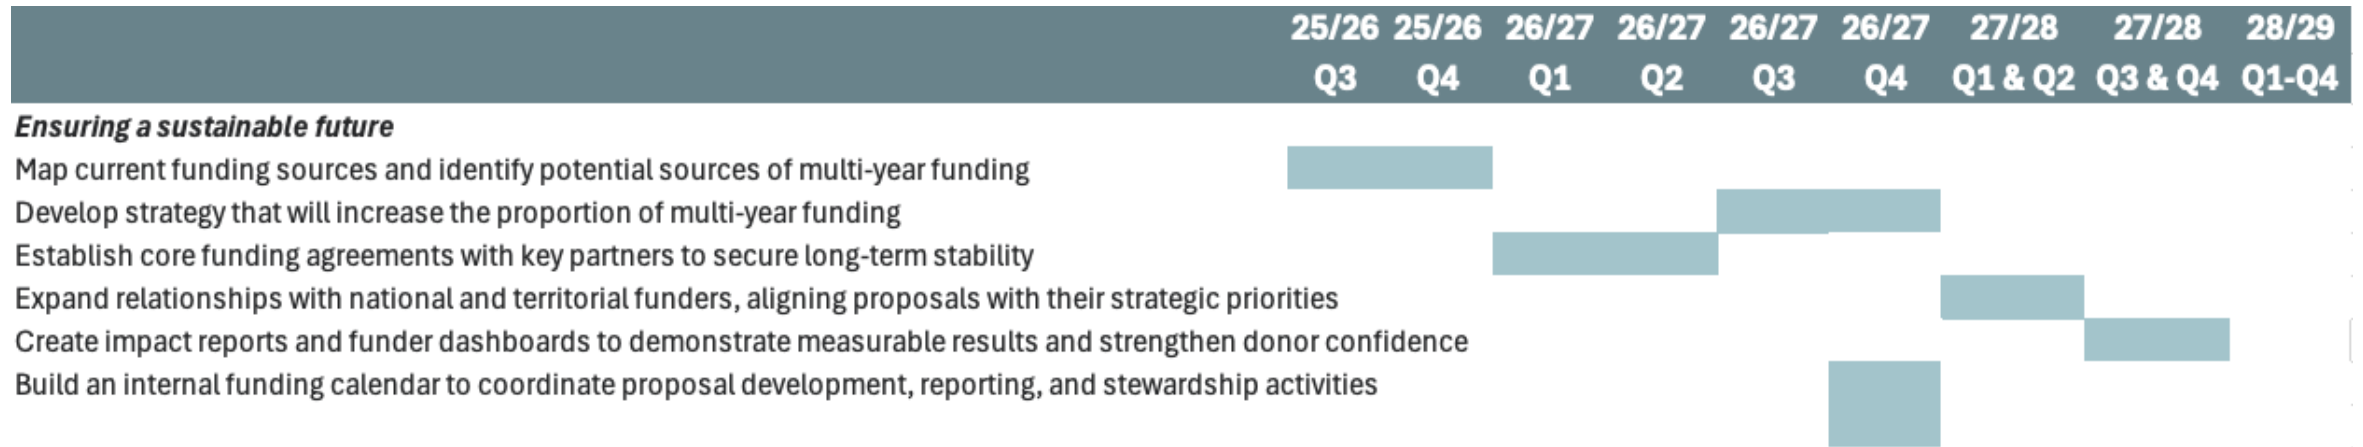 25/26 25/26 26/27 26/27 26/27 26/27 27/28 27/28 28/29
Q3 Q4 Q1 Q2 Q3 Q4 Q1 & Q2 Q3 & Q4 Q1-Q4
Ensuring a sustainable future
Map current funding sources and identify potential sources of multi-year funding
Develop strategy that will increase the proportion of multi-year funding
Establish core funding agreements with key partners to secure long-term stability
Expand relationships with national and territorial funders, aligning proposals with their strategic priorities
Create impact reports and funder dashboards to demonstrate measurable results and strengthen donor confidence
Build an internal funding calendar to coordinate proposal development, reporting, and stewardship activities